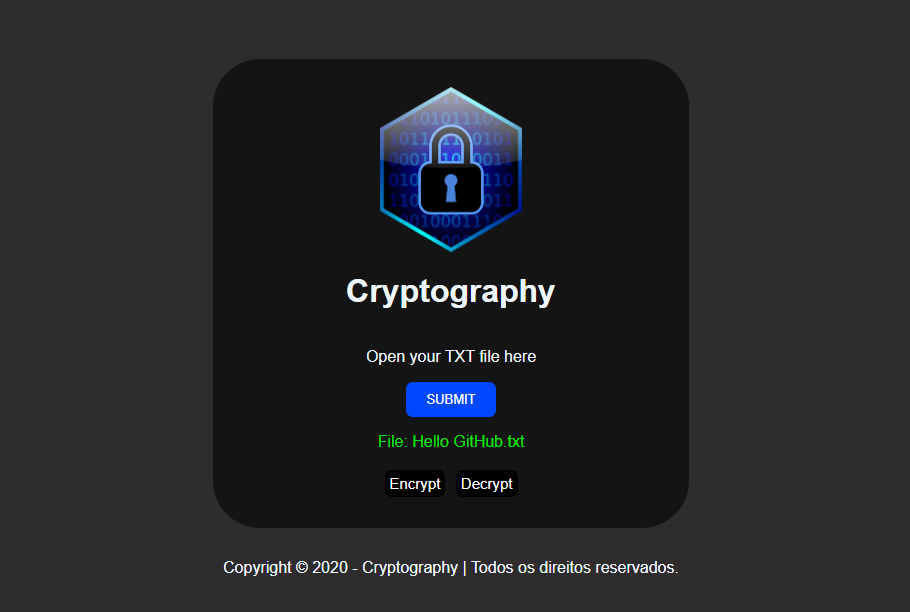 Cryptography
Open your TXT file here
SUBMIT
File: Hello GitHub.txt
Encrypt Decrypt
Copyright © 2020 - Cryptography | Todos os direitos reservados.